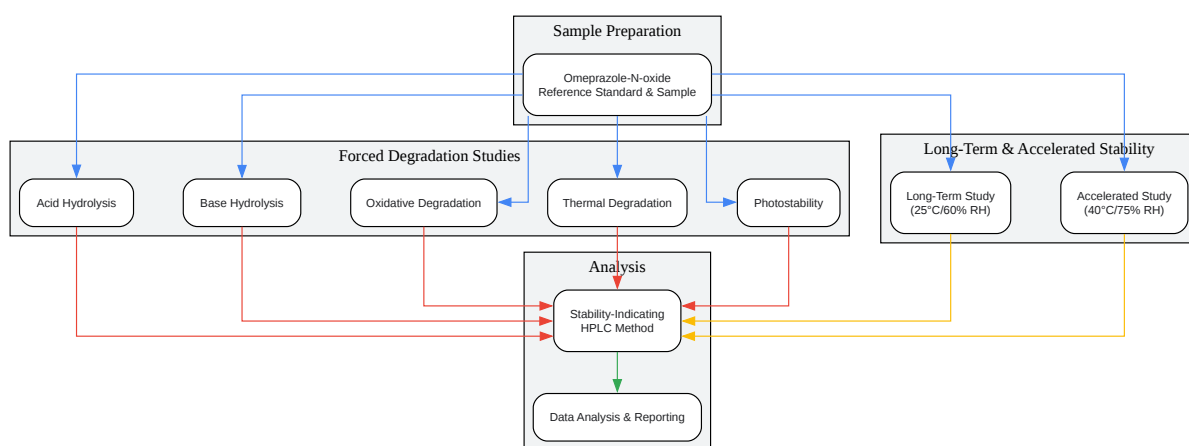 Sample Preparation
Omeprazole-N-oxide
Reference Standard & Sample
Forced Degradation Studies
Long-Term & Accelerated Stability
Acid Hydrolysis
Base Hydrolysis
Oxidative Degradation
Thermal Degradation
Photostability
Long-Term Study
(25°C/60% RH)
Accelerated Study
(40°C/75% RH)
Analysis
Stability-Indicating
HPLC Method
Data Analysis & Reporting